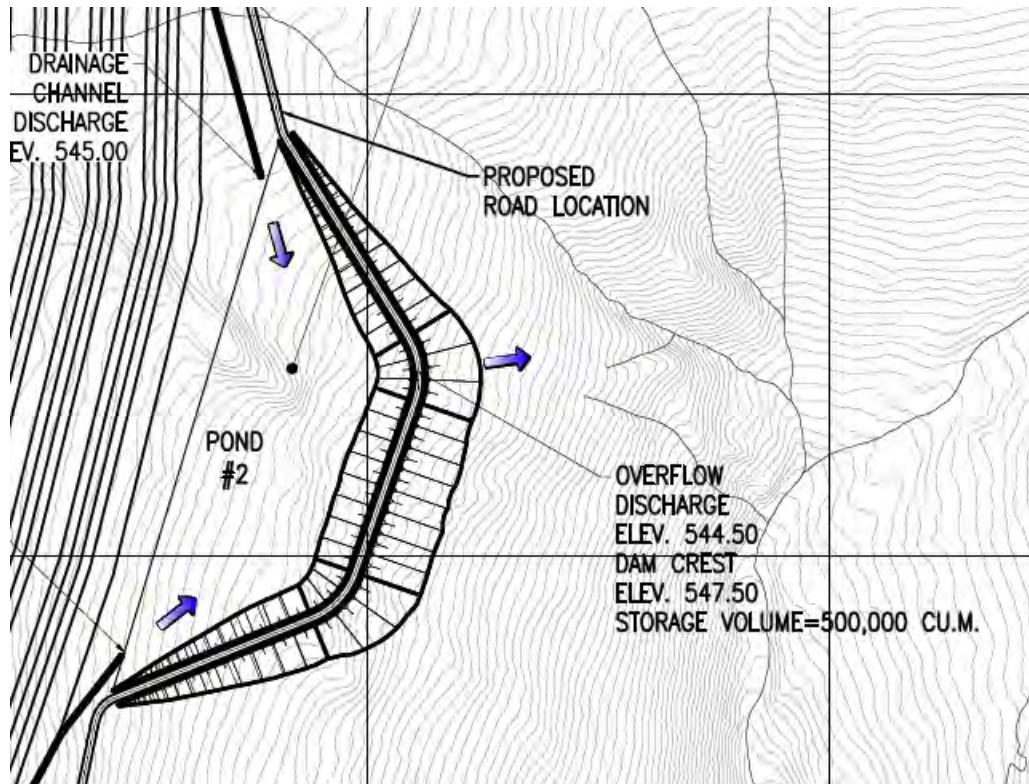 DRAINAGE
CHANNEL
DISCHARGE
EV. 545.00
PROPOSED
ROAD LOCATION
POND
#2
OVERFLOW
DISCHARGE
ELEV. 544.50
DAM CREST
ELEV. 547.50
STORAGE VOLUME=500,000 CU.M.